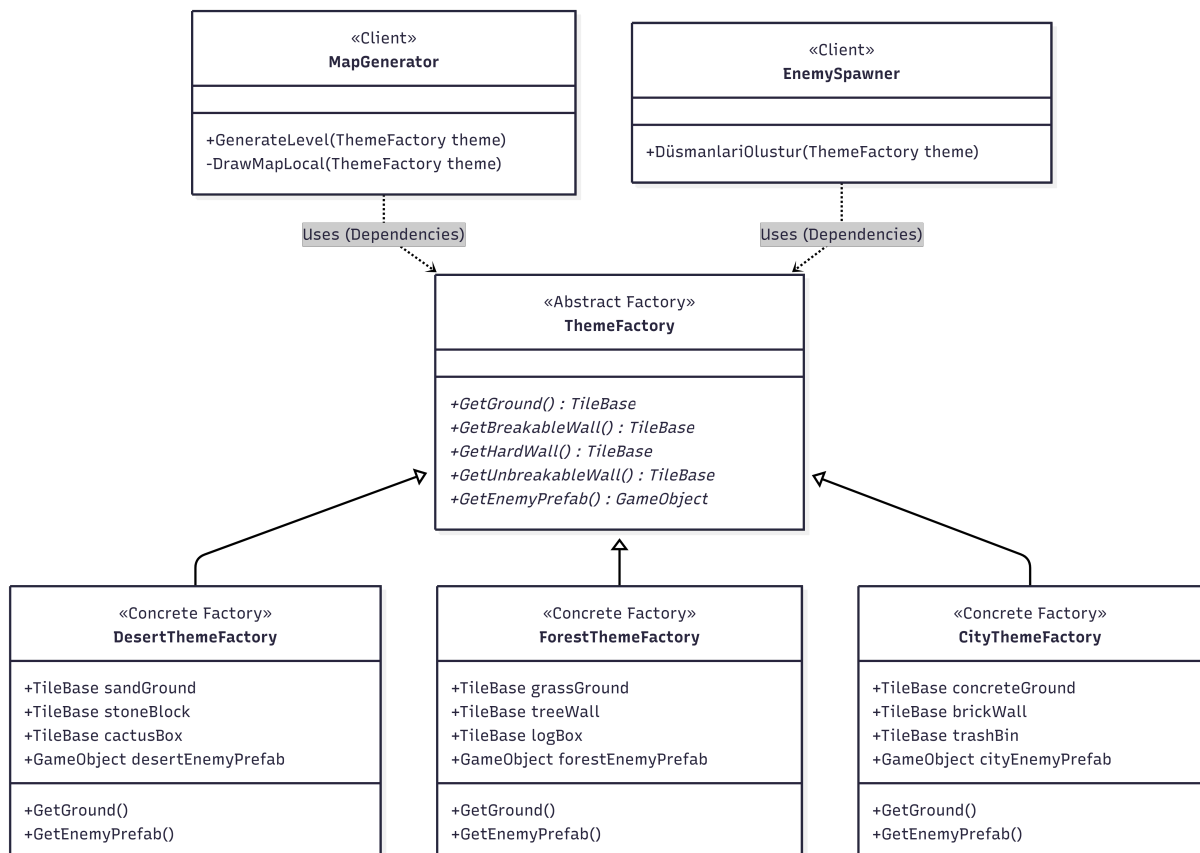 «Client»
MapGenerator
+GenerateLevel(ThemeFactory theme)
-DrawMapLocal(ThemeFactory theme)
«Client»
EnemySpawner
+DüsmanlariOlustur(ThemeFactory theme)
Uses (Dependencies)
Uses (Dependencies)
«Abstract Factory»
ThemeFactory
+GetGround() : TileBase
+GetBreakableWall() : TileBase
+GetHardWall() : TileBase
+GetUnbreakableWall() : TileBase
+GetEnemyPrefab() : GameObject
«Concrete Factory»
DesertThemeFactory
+TileBase sandGround
+TileBase stoneBlock
+TileBase cactusBox
+GameObject desertEnemyPrefab
+GetGround()
+GetEnemyPrefab()
«Concrete Factory»
ForestThemeFactory
+TileBase grassGround
+TileBase treeWall
+TileBase logBox
+GameObject forestEnemyPrefab
+GetGround()
+GetEnemyPrefab()
«Concrete Factory»
CityThemeFactory
+TileBase concreteGround
+TileBase brickWall
+TileBase trashBin
+GameObject cityEnemyPrefab
+GetGround()
+GetEnemyPrefab()